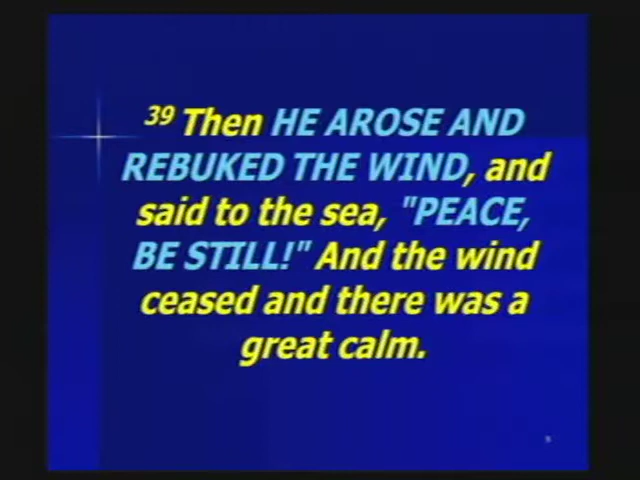 39 Then HE AROSE AND
REBUKED THE WIND, and
said to the sea, "PEACE,
BE STILL!" And the wind
ceased and there was a
great calm.